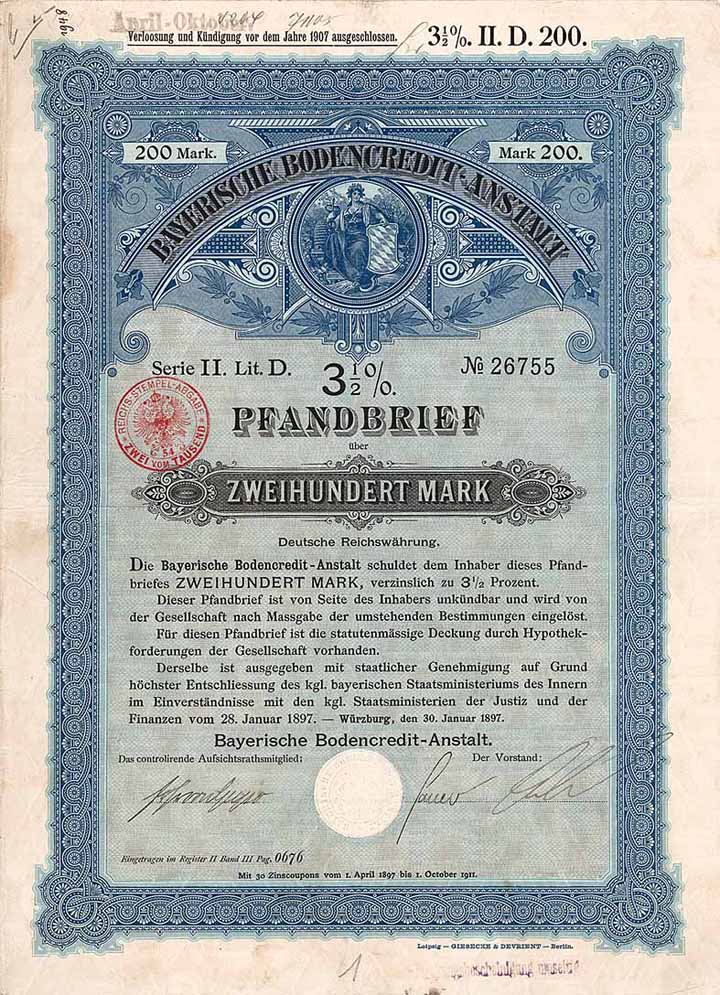 April-Oktober
Verloosung und Kündigung vor dem Jahre 1907 ausgeschlossen.
3½%. II. D. 200.
200 Mark.
Mark 200.
BAYERISCHE BODENCREDIT-ANSTALT
Serie II. Lit. D.
3½%.
№ 26755
REICHS-STEMPEL-ABGABE
C 54
ZWEI VOM TAUSEND
PFANDBRIEF
über
ZWEIHUNDERT MARK
Deutsche Reichswährung.
Die Bayerische Bodencredit-Anstalt schuldet dem Inhaber dieses Pfand-
briefes ZWEIHUNDERT MARK, verzinslich zu 3½ Prozent.
Dieser Pfandbrief ist von Seite des Inhabers unkündbar und wird von
der Gesellschaft nach Massgabe der umstehenden Bestimmungen eingelöst.
Für diesen Pfandbrief ist die statutenmässige Deckung durch Hypothek-
forderungen der Gesellschaft vorhanden.
Derselbe ist ausgegeben mit staatlicher Genehmigung auf Grund
höchster Entschliessung des kgl. bayerischen Staatsministeriums des Innern
im Einverständnisse mit den kgl. Staatsministerien der Justiz und der
Finanzen vom 28. Januar 1897. — Würzburg, den 30. Januar 1897.
Bayerische Bodencredit-Anstalt.
Das controlirende Aufsichtsrathsmitglied:
Der Vorstand:
Eingetragen im Register II Band III Pag. 0676
Mit 30 Zinscoupons vom 1. April 1897 bis 1. October 1911.
Leipzig — GIESECKE & DEVRIENT — Berlin.
1